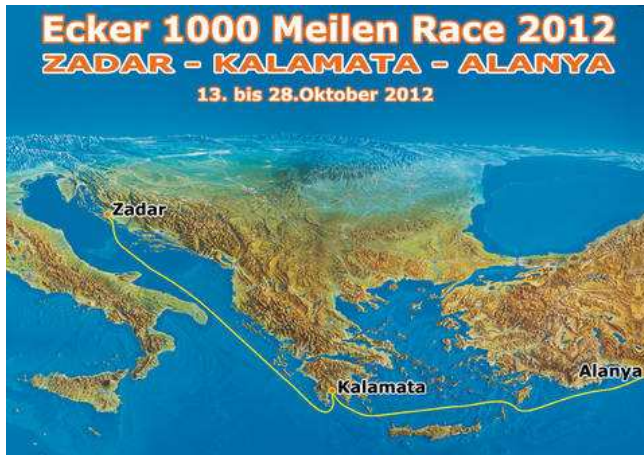 Ecker 1000 Meilen Race 2012
ZADAR - KALAMATA - ALANYA
13. bis 28.Oktober 2012
Zadar
Alanya
Kalamata